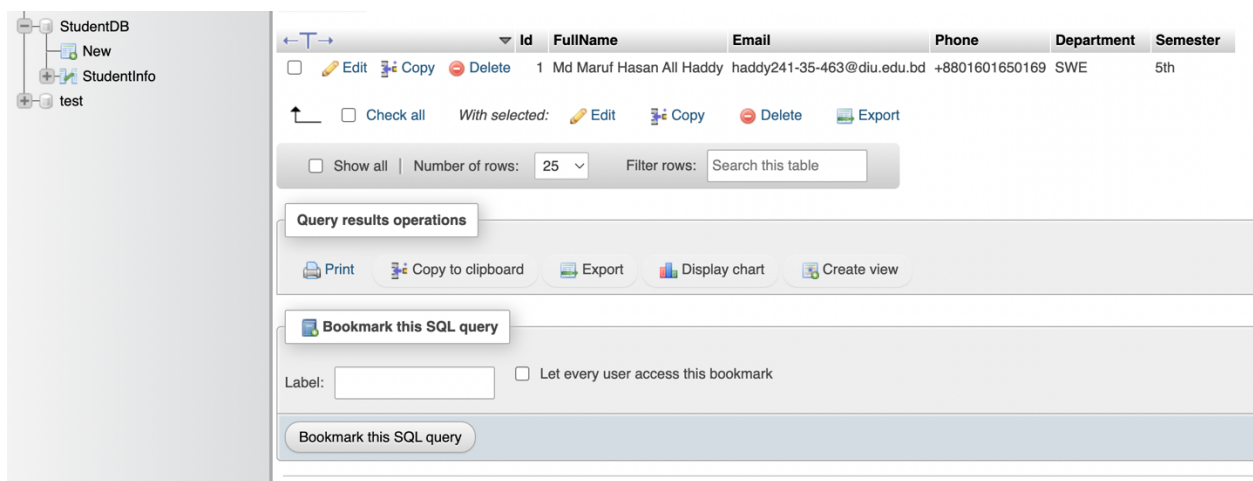 StudentDB
New
StudentInfo
test
Id FullName Email Phone Department Semester
Edit Copy Delete 1 Md Maruf Hasan All Haddy haddy241-35-463@diu.edu.bd +8801601650169 SWE 5th
Check all With selected: Edit Copy Delete Export
Show all | Number of rows: 25 Filter rows: Search this table
Query results operations
Print Copy to clipboard Export Display chart Create view
Bookmark this SQL query
Label: Let every user access this bookmark
Bookmark this SQL query